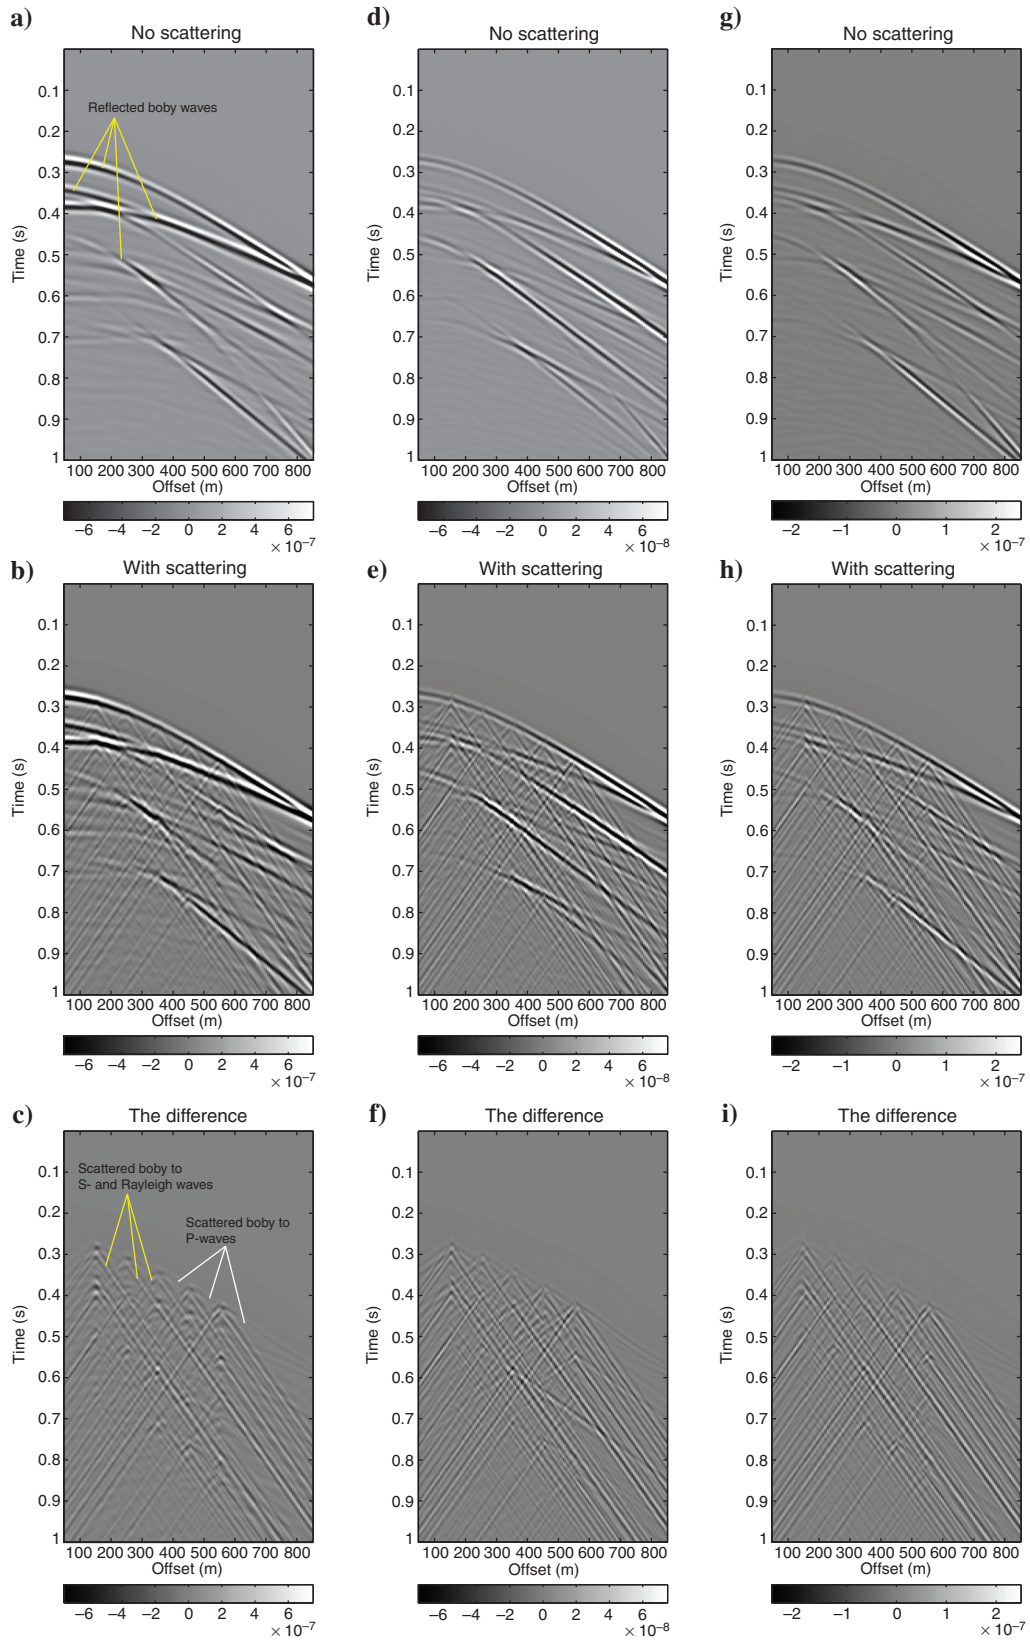 a)
No scattering
Reflected boby waves
0.1
0.2
0.3
0.4
0.5
0.6
0.7
0.8
0.9
1
Time (s)
100 200 300 400 500 600 700 800
Offset (m)
−6 −4 −2 0 2 4 6
× 10⁻⁷
d)
No scattering
0.1
0.2
0.3
0.4
0.5
0.6
0.7
0.8
0.9
1
Time (s)
100 200 300 400 500 600 700 800
Offset (m)
−6 −4 −2 0 2 4 6
× 10⁻⁸
g)
No scattering
0.1
0.2
0.3
0.4
0.5
0.6
0.7
0.8
0.9
1
Time (s)
100 200 300 400 500 600 700 800
Offset (m)
−2 −1 0 1 2
× 10⁻⁷
b)
With scattering
0.1
0.2
0.3
0.4
0.5
0.6
0.7
0.8
0.9
1
Time (s)
100 200 300 400 500 600 700 800
Offset (m)
−6 −4 −2 0 2 4 6
× 10⁻⁷
e)
With scattering
0.1
0.2
0.3
0.4
0.5
0.6
0.7
0.8
0.9
1
Time (s)
100 200 300 400 500 600 700 800
Offset (m)
−6 −4 −2 0 2 4 6
× 10⁻⁸
h)
With scattering
0.1
0.2
0.3
0.4
0.5
0.6
0.7
0.8
0.9
1
Time (s)
100 200 300 400 500 600 700 800
Offset (m)
−2 −1 0 1 2
× 10⁻⁷
c)
The difference
Scattered boby to
S- and Rayleigh waves
Scattered boby to
P-waves
0.1
0.2
0.3
0.4
0.5
0.6
0.7
0.8
0.9
1
Time (s)
100 200 300 400 500 600 700 800
Offset (m)
−6 −4 −2 0 2 4 6
× 10⁻⁷
f)
The difference
0.1
0.2
0.3
0.4
0.5
0.6
0.7
0.8
0.9
1
Time (s)
100 200 300 400 500 600 700 800
Offset (m)
−6 −4 −2 0 2 4 6
× 10⁻⁸
i)
The difference
0.1
0.2
0.3
0.4
0.5
0.6
0.7
0.8
0.9
1
Time (s)
100 200 300 400 500 600 700 800
Offset (m)
−2 −1 0 1 2
× 10⁻⁷